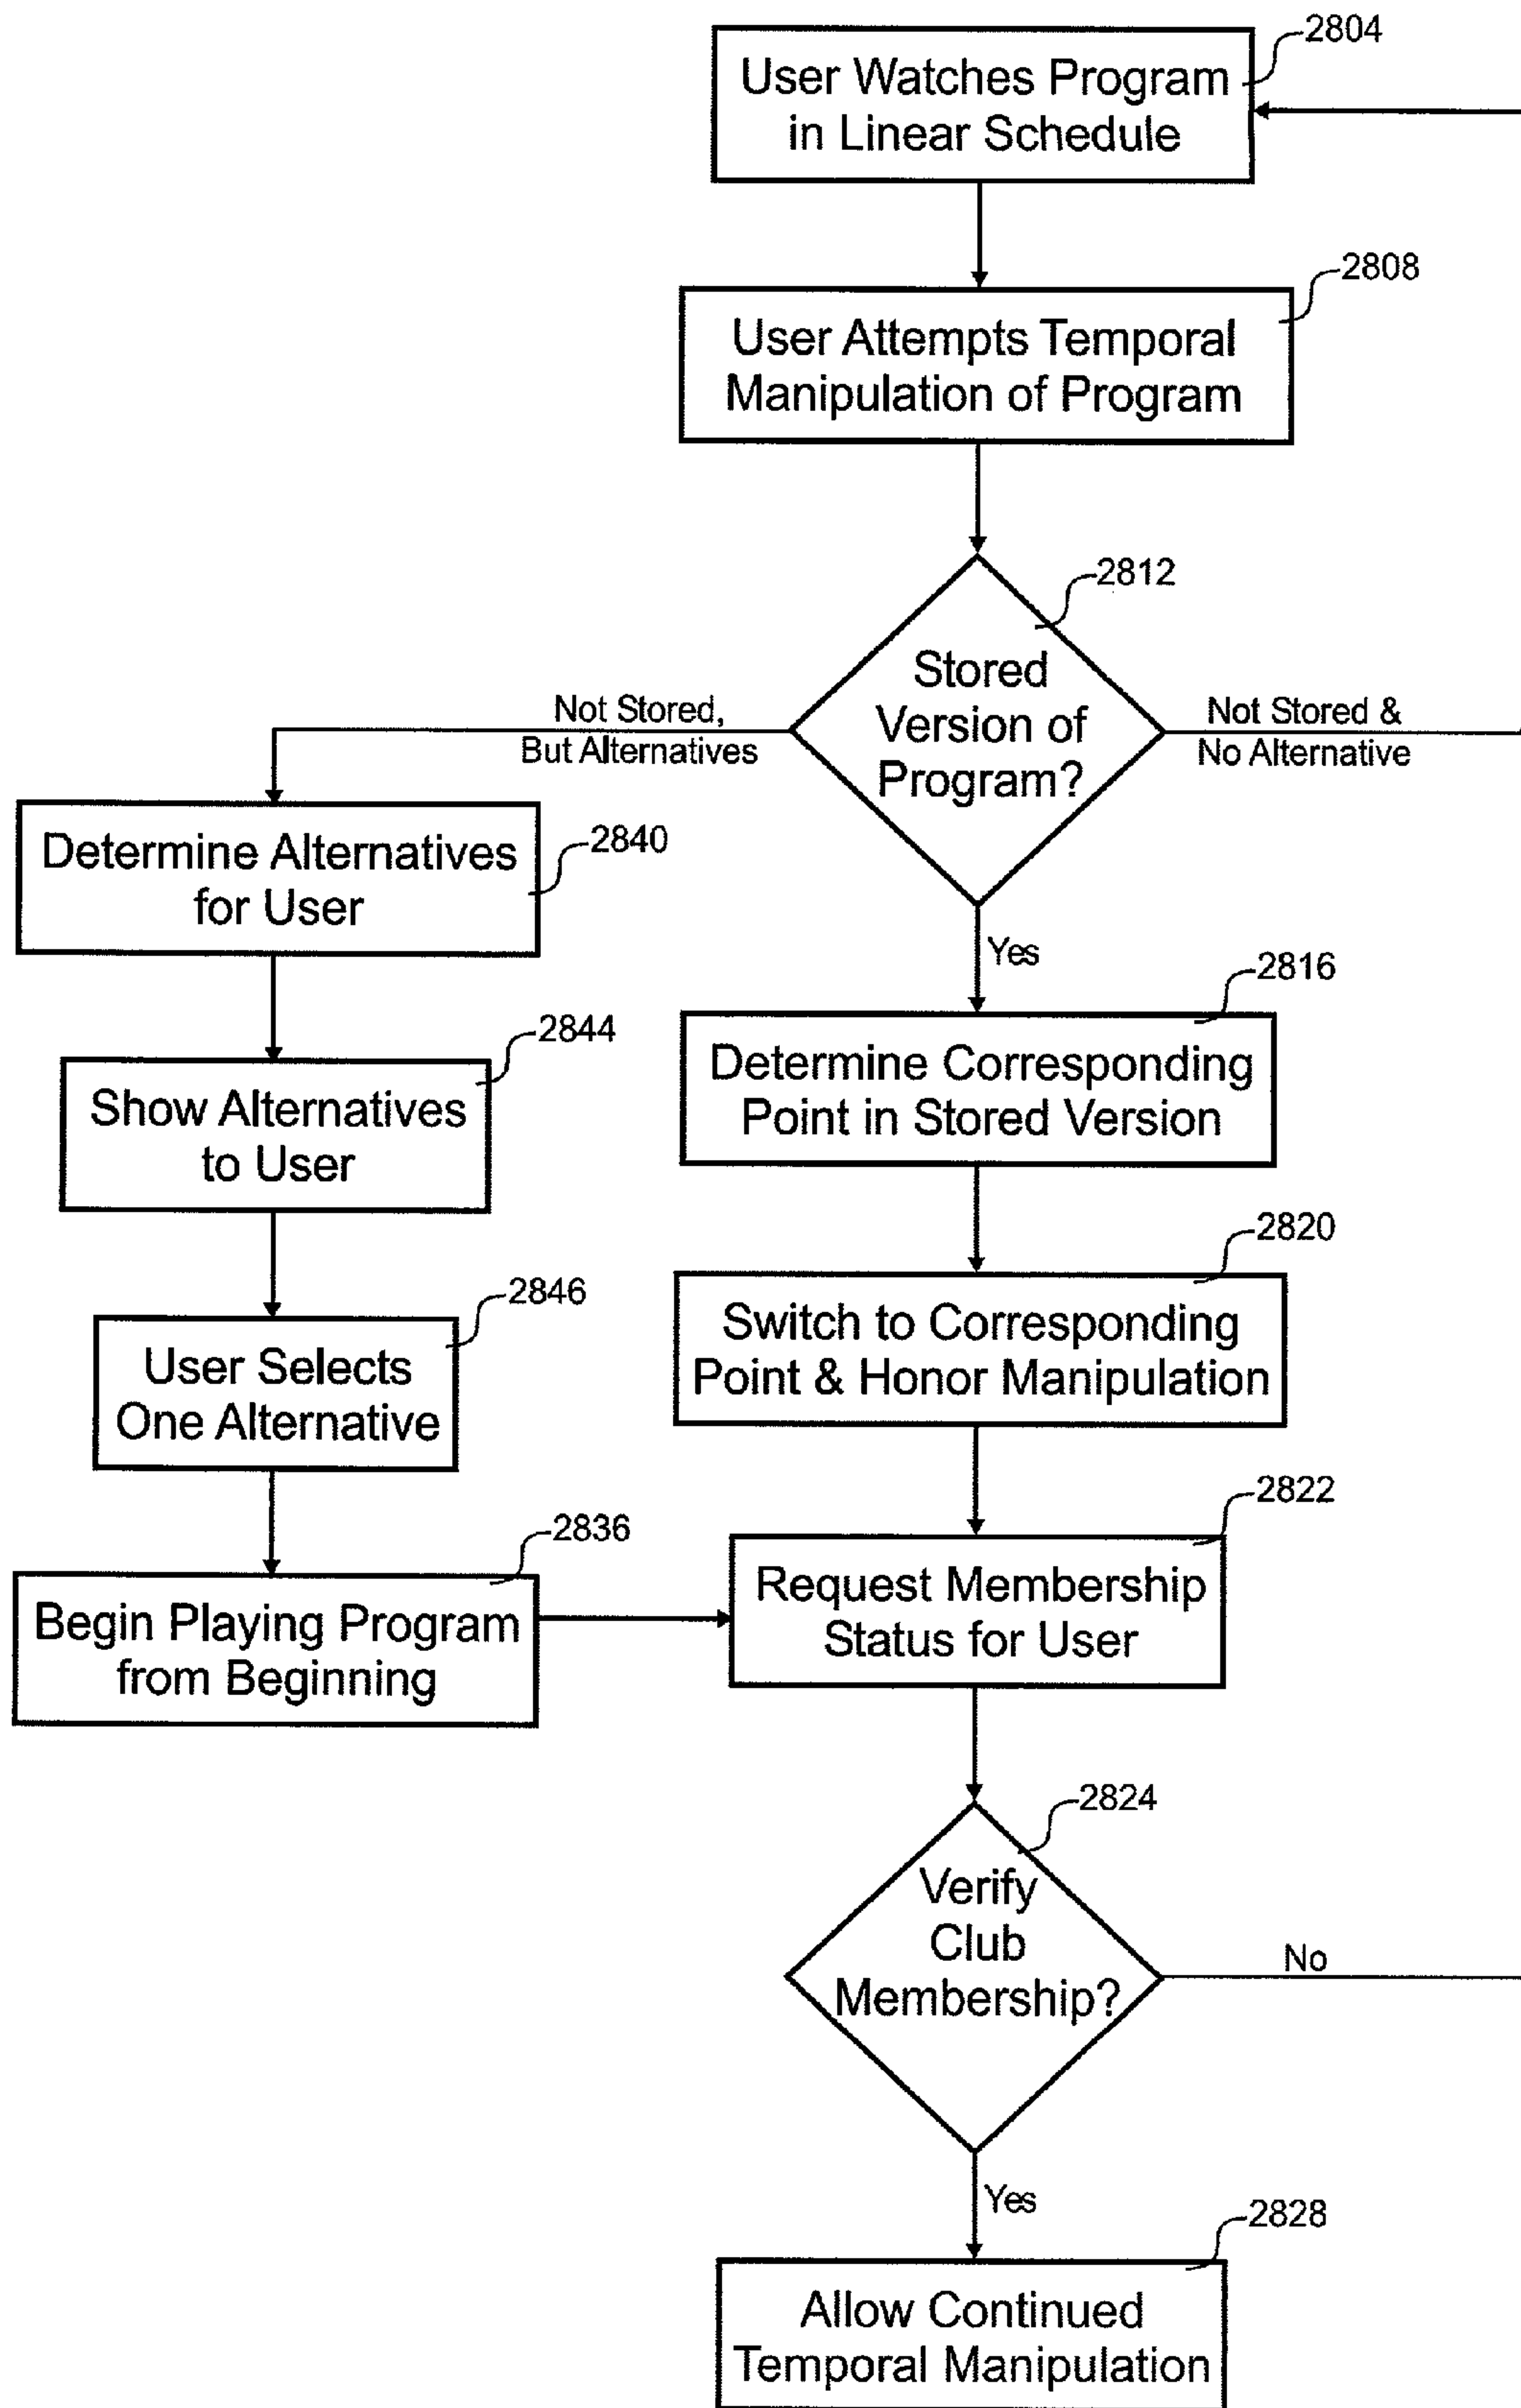 2804
User Watches Program
in Linear Schedule
2808
User Attempts Temporal
Manipulation of Program
2812
Stored
Version of
Program?
Not Stored,
But Alternatives
Not Stored &
No Alternative
2840
Determine Alternatives
for User
Yes
2816
Determine Corresponding
Point in Stored Version
2844
Show Alternatives
to User
2820
Switch to Corresponding
Point & Honor Manipulation
2846
User Selects
One Alternative
2822
Request Membership
Status for User
2836
Begin Playing Program
from Beginning
2824
Verify
Club
Membership?
No
Yes
2828
Allow Continued
Temporal Manipulation